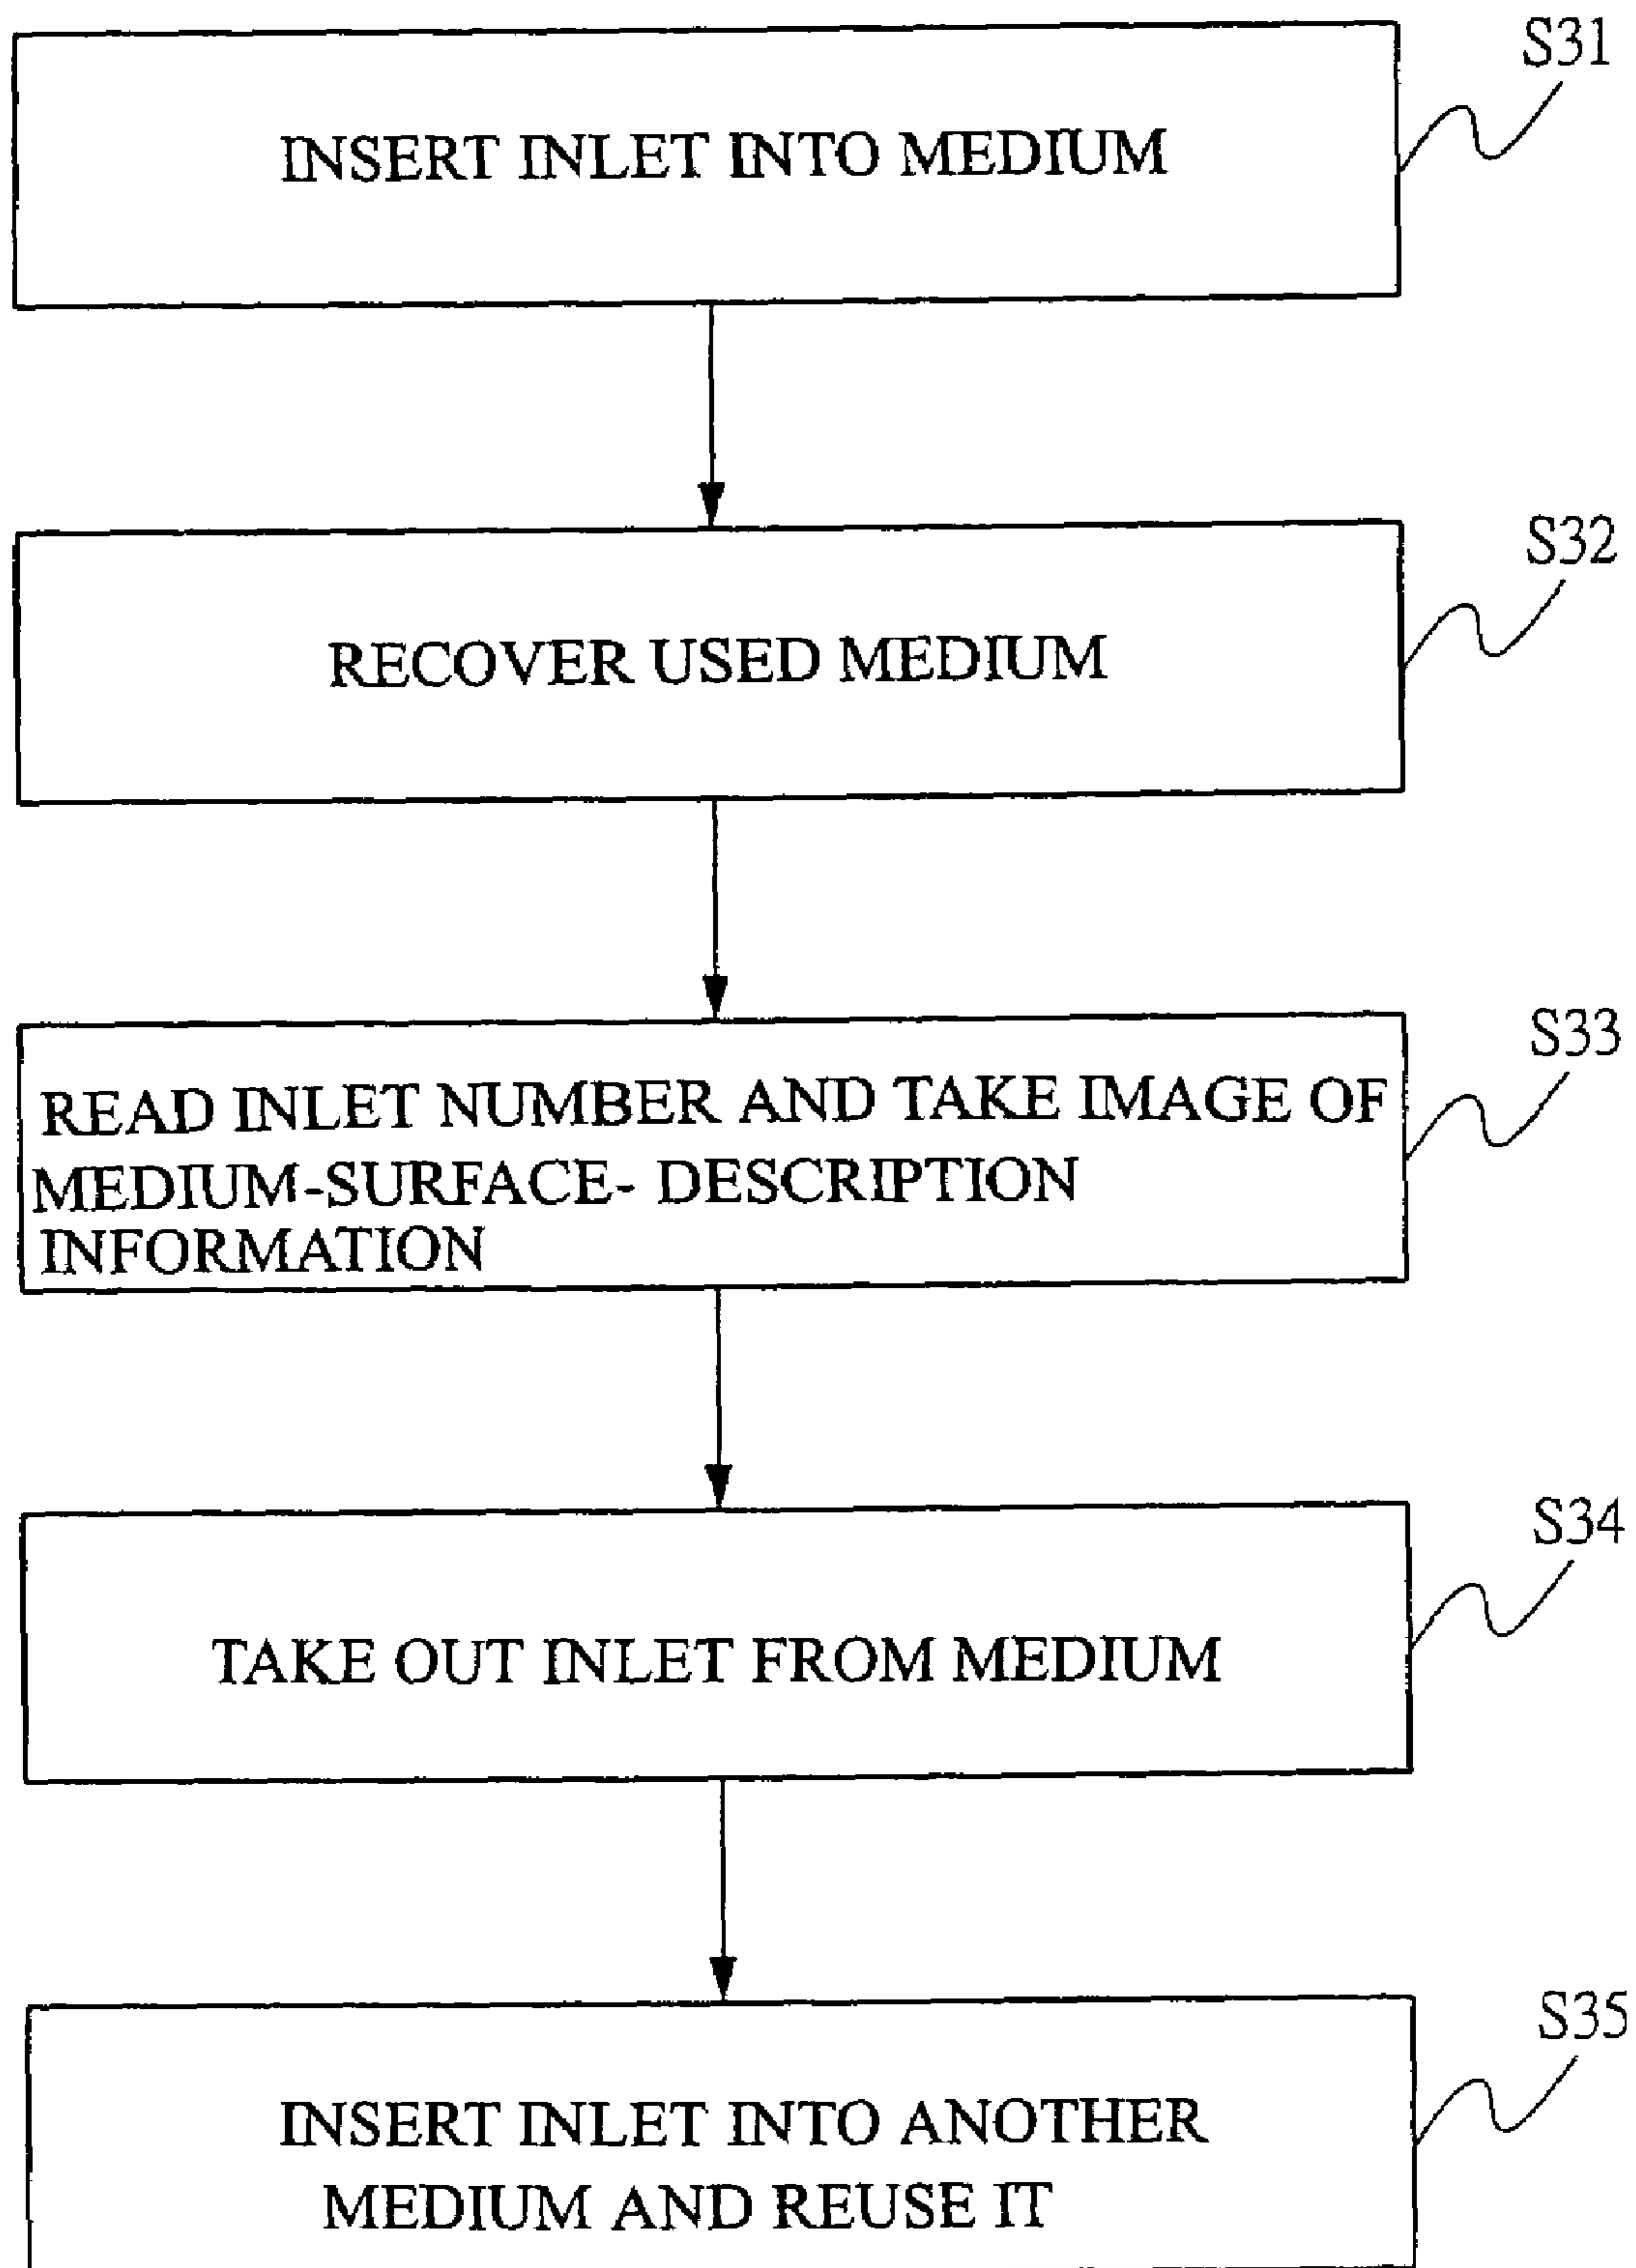 S31
INSERT INLET INTO MEDIUM
S32
RECOVER USED MEDIUM
S33
READ INLET NUMBER AND TAKE IMAGE OF
MEDIUM-SURFACE- DESCRIPTION
INFORMATION
S34
TAKE OUT INLET FROM MEDIUM
S35
INSERT INLET INTO ANOTHER
MEDIUM AND REUSE IT